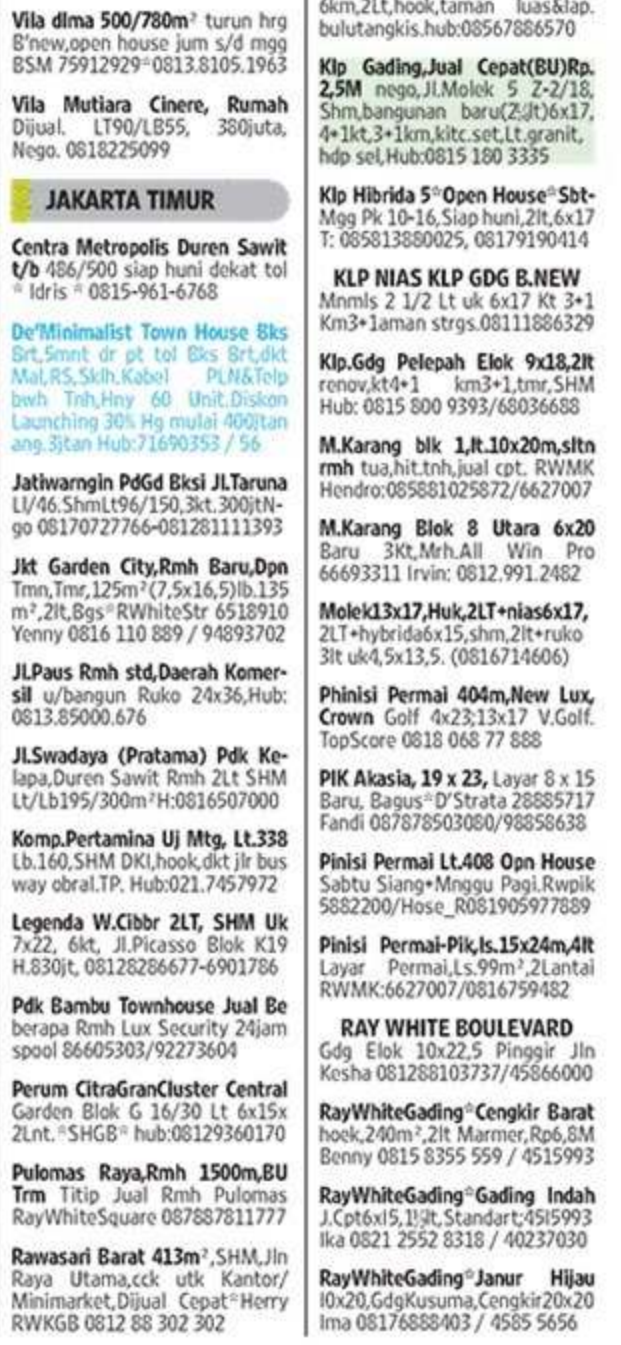 Vila dlma 500/780m² turun hrg
B'new,open house jum s/d mgg
BSM 75912929*0813.8105.1963
Vila Mutiara Cinere, Rumah
Dijual. LT90/LB55, 380juta,
Nego. 0818225099
JAKARTA TIMUR
Centra Metropolis Duren Sawit
t/b 486/500 siap huni dekat tol
* Idris * 0815-961-6768
De'Minimalist Town House Bks
Brt,5mnt dr pt tol Bks Brt,dkt
Mal,RS,Sklh.Kabel PLN&Telp
bwh Tnh,Hny 60 Unit.Diskon
Launching 30% Hg mulai 400jtan
ang.3jtan Hub:71690353 / 56
Jatiwarngin PdGd Bksi Jl.Taruna
LI/46.ShmLt96/150,3kt.300jtN-
go 08170727766-081281111393
Jkt Garden City,Rmh Baru,Dpn
Tmn,Tmr,125m²(7,5x16,5)lb.135
m²,2lt,Bgs*RWhiteStr 6518910
Yenny 0816 110 889 / 94893702
Jl.Paus Rmh std,Daerah Komer-
sil u/bangun Ruko 24x36,Hub:
0813.85000.676
Jl.Swadaya (Pratama) Pdk Ke-
lapa,Duren Sawit Rmh 2Lt SHM
Lt/Lb195/300m²H:0816507000
Komp.Pertamina Uj Mtg, Lt.338
Lb.160,SHM DKI,hook,dkt jlr bus
way obral.TP. Hub:021.7457972
Legenda W.Cibbr 2LT, SHM Uk
7x22, 6kt, Jl.Picasso Blok K19
H.830jt, 08128286677-6901786
Pdk Bambu Townhouse Jual Be
berapa Rmh Lux Security 24jam
spool 86605303/92273604
Perum CitraGranCluster Central
Garden Blok G 16/30 Lt 6x15x
2Lnt.*SHGB* hub:08129360170
Pulomas Raya,Rmh 1500m,BU
Trm Titip Jual Rmh Pulomas
RayWhiteSquare 087887811777
Rawasari Barat 413m²,SHM,Jln
Raya Utama,cck utk Kantor/
Minimarket,Dijual Cepat*Herry
RWKGB 0812 88 302 302
6km,2Lt,hook,taman luas&lap.
bulutangkis.hub:08567886570
Klp Gading,Jual Cepat(BU)Rp.
2,5M nego,Jl.Molek 5 Z-2/18,
Shm,bangunan baru(2½lt)6x17,
4+1kt,3+1km,kitc.set,Lt.granit,
hdp sel,Hub:0815 180 3335
Klp Hibrida 5*Open House*Sbt-
Mgg Pk 10-16,Siap huni,2lt,6x17
T: 085813880025, 08179190414
KLP NIAS KLP GDG B.NEW
Mnmls 2 1/2 Lt uk 6x17 Kt 3+1
Km3+1aman strgs.08111886329
Klp.Gdg Pelepah Elok 9x18,2lt
renov,kt4+1 km3+1,tmr,SHM
Hub: 0815 800 9393/68036688
M.Karang blk 1,lt.10x20m,sltn
rmh tua,hit.tnh,jual cpt. RWMK
Hendro:085881025872/6627007
M.Karang Blok 8 Utara 6x20
Baru 3Kt,Mrh.All Win Pro
66693311 Irvin: 0812.991.2482
Molek13x17,Huk,2LT+nias6x17,
2LT+hybrida6x15,shm,2lt+ruko
3lt uk4,5x13,5. (0816714606)
Phinisi Permai 404m,New Lux,
Crown Golf 4x23;13x17 V.Golf.
TopScore 0818 068 77 888
PIK Akasia, 19 x 23, Layar 8 x 15
Baru, Bagus*D'Strata 28885717
Fandi 087878503080/98858638
Pinisi Permai Lt.408 Opn House
Sabtu Siang+Mnggu Pagi.Rwpik
5882200/Hose_R081905977889
Pinisi Permai-Pik,ls.15x24m,4lt
Layar Permai,Ls.99m²,2Lantai
RWMK:6627007/0816759482
RAY WHITE BOULEVARD
Gdg Elok 10x22,5 Pinggir Jln
Kesha 081288103737/45866000
RayWhiteGading*Cengkir Barat
hoek,240m²,2lt Marmer,Rp6,8M
Benny 0815 8355 559 / 4515993
RayWhiteGading*Gading Indah
J.Cpt6x15,1½lt,Standart;4515993
Ika 0821 2552 8318 / 40237030
RayWhiteGading*Janur Hijau
10x20,GdgKusuma,Cengkir20x20
Ima 08176888403 / 4585 5656